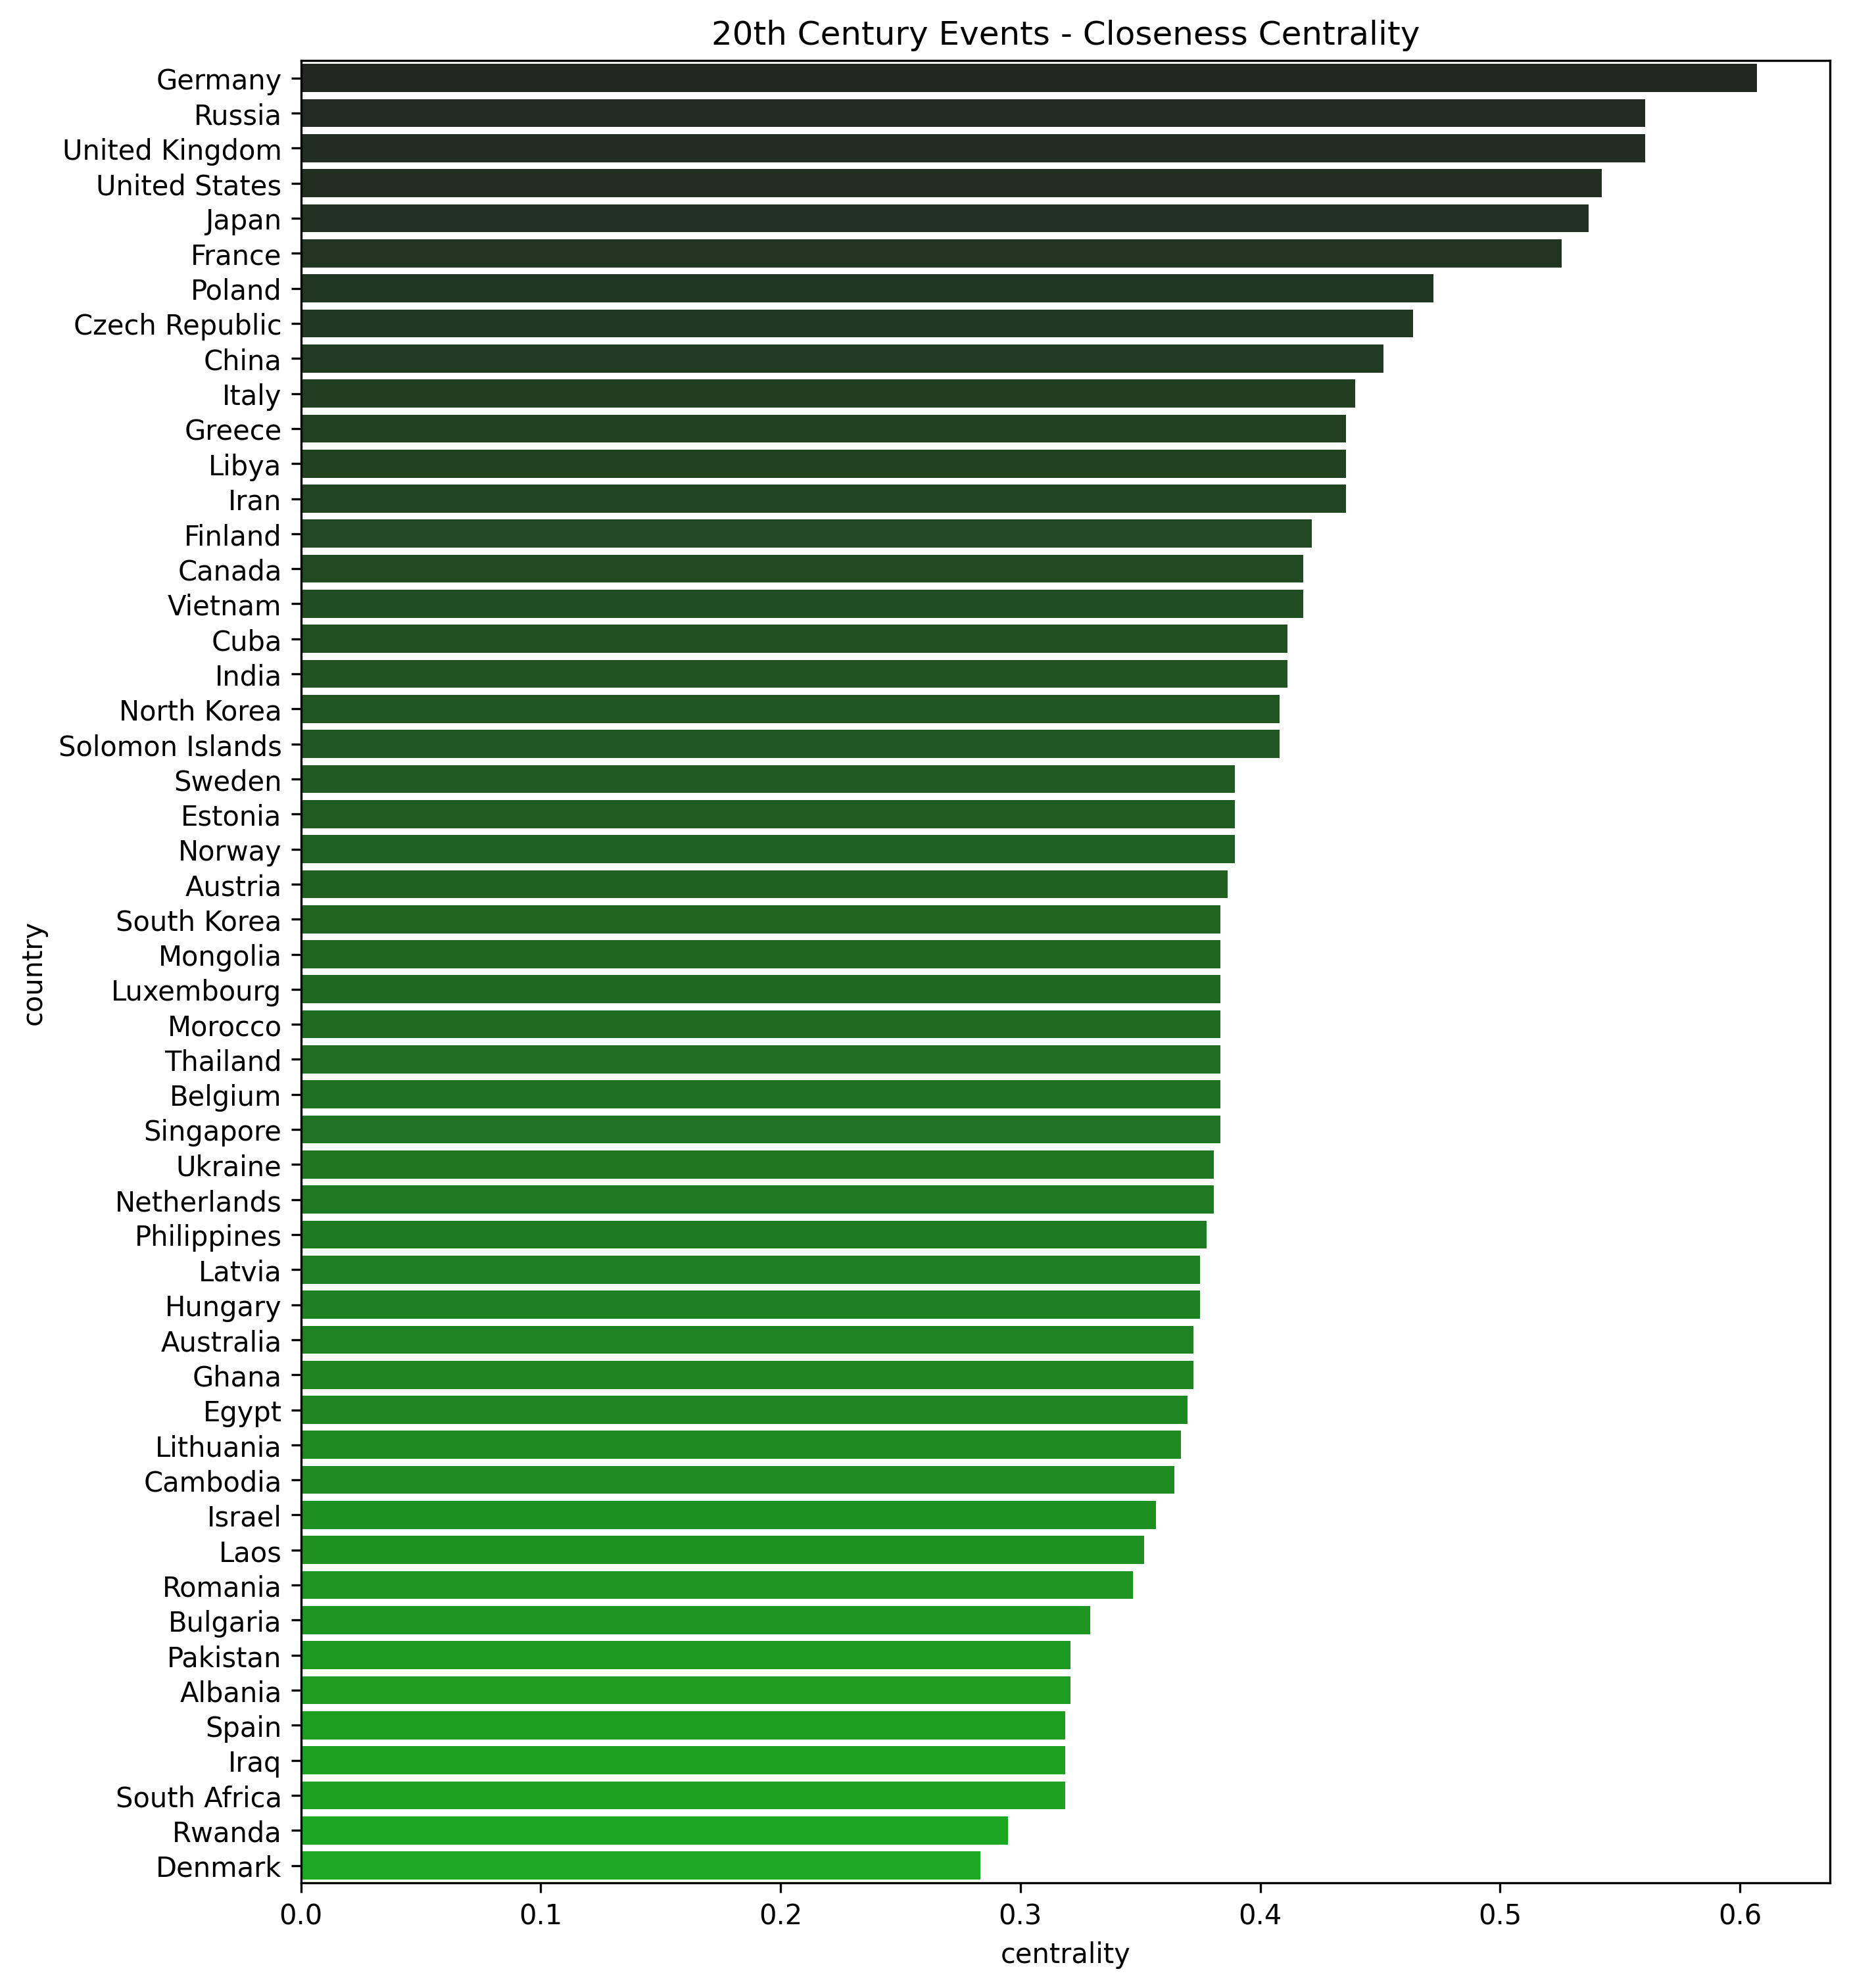 20th Century Events - Closeness Centrality
Germany
Russia
United Kingdom
United States
Japan
France
Poland
Czech Republic
China
Italy
Greece
Libya
Iran
Finland
Canada
Vietnam
Cuba
India
North Korea
Solomon Islands
Sweden
Estonia
Norway
Austria
South Korea
Mongolia
Luxembourg
Morocco
Thailand
Belgium
Singapore
Ukraine
Netherlands
Philippines
Latvia
Hungary
Australia
Ghana
Egypt
Lithuania
Cambodia
Israel
Laos
Romania
Bulgaria
Pakistan
Albania
Spain
Iraq
South Africa
Rwanda
Denmark
country
0.0 0.1 0.2 0.3 0.4 0.5 0.6
centrality